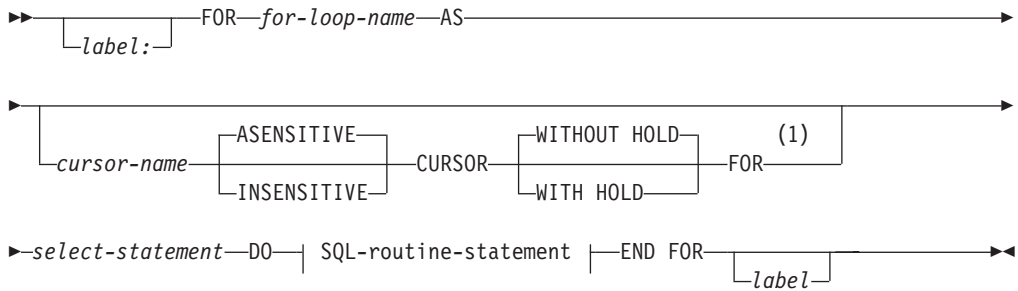 FOR for-loop-name AS
label:
ASENSITIVE WITHOUT HOLD (1)
cursor-name CURSOR FOR
INSENSITIVE WITH HOLD
select-statement DO SQL-routine-statement END FOR
label